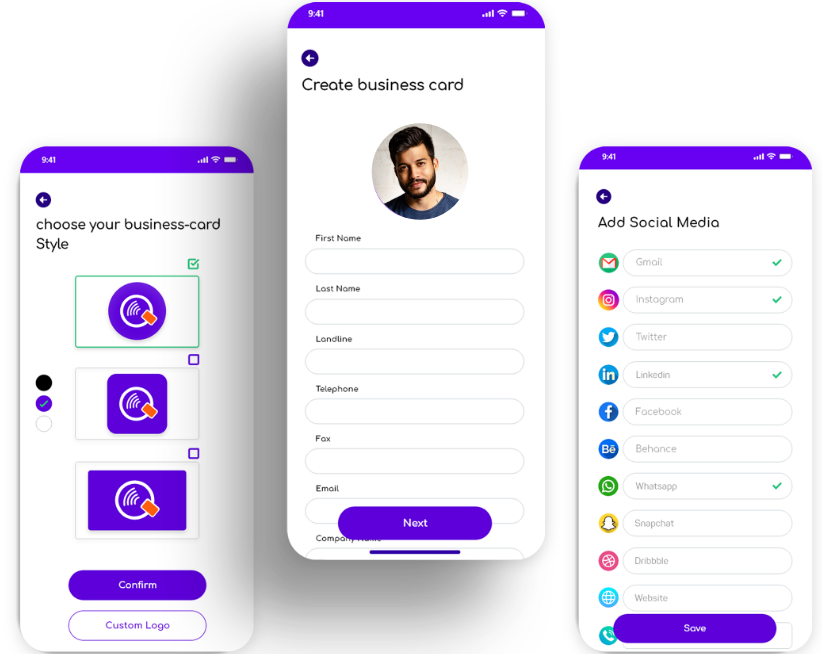 9:41
choose your business-card
Style
Confirm
Custom Logo
9:41
Create business card
First Name
Last Name
Landline
Telephone
Fax
Email
Next
Company Name
9:41
Add Social Media
Gmail
Instagram
Twitter
in Linkedin
f Facebook
Bē Behance
Whatsapp
Snapchat
Dribbble
Website
Save